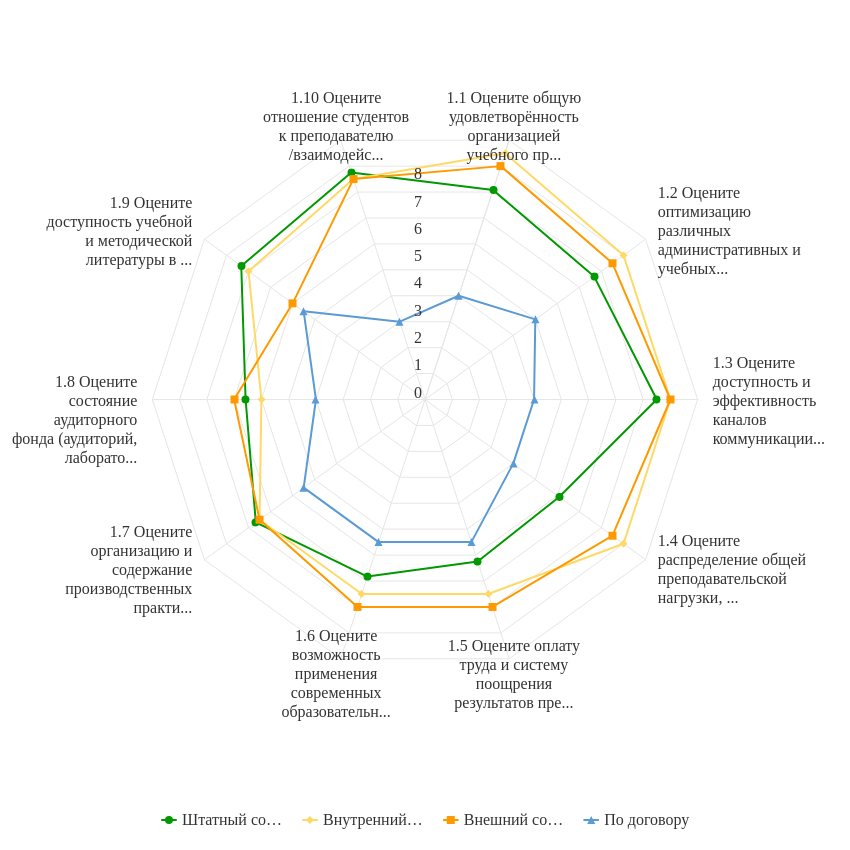 1.10 Оцените
отношение студентов
к преподавателю
/взаимодейс...
1.1 Оцените общую
удовлетворённость
организацией
учебного пр...
1.9 Оцените
доступность учебной
и методической
литературы в ...
1.2 Оцените
оптимизацию
различных
административных и
учебных...
8
7
6
5
4
3
2
1
0
1.8 Оцените
состояние
аудиторного
фонда (аудиторий,
лаборато...
1.3 Оцените
доступность и
эффективность
каналов
коммуникации...
1.7 Оцените
организацию и
содержание
производственных
практи...
1.4 Оцените
распределение общей
преподавательской
нагрузки, ...
1.6 Оцените
возможность
применения
современных
образовательн...
1.5 Оцените оплату
труда и систему
поощрения
результатов пре...
Штатный со… Внутренний… Внешний со… По договору